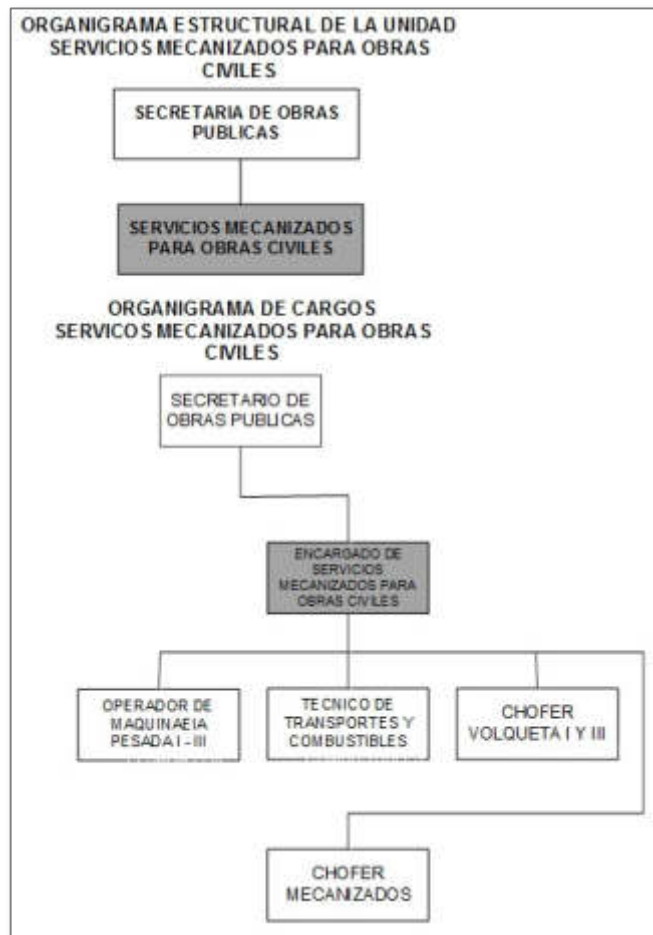 ORGANIGRAMA ESTRUCTURAL DE LA UNIDAD
SERVICIOS MECANIZADOS PARA OBRAS
CIVILES
SECRETARIA DE OBRAS
PUBLICAS
SERVICIOS MECANIZADOS
PARA OBRAS CIVILES
ORGANIGRAMA DE CARGOS
SERVICOS MECANIZADOS PARA OBRAS
CIVILES
SECRETARIO DE
OBRAS PUBLICAS
ENCARGADO DE
SERVICIOS
MECANIZADOS PARA
OBRAS CIVILES
OPERADOR DE
MAQUINAEIA
PESADA I - III
TECNICO DE
TRANSPORTES Y
COMBUSTIBLES
CHOFER
VOLQUETA I Y III
CHOFER
MECANIZADOS